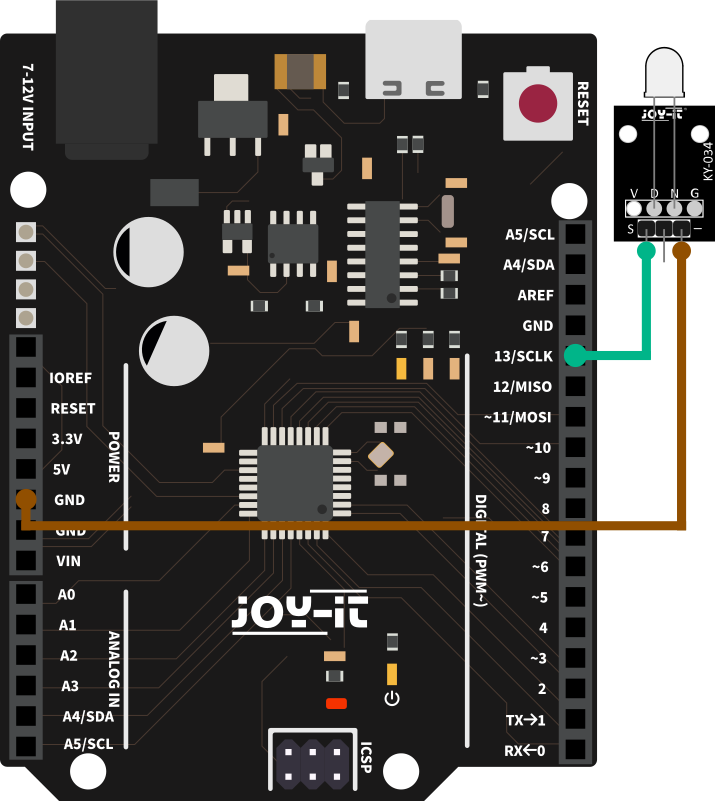 7-12V INPUT
RESET
JOY-iT
KY-034
V D N G
S –
A5/SCL
A4/SDA
AREF
GND
13/SCLK
12/MISO
~11/MOSI
~10
~9
8
7
~6
~5
4
~3
2
TX→1
RX←0
DIGITAL (PWM~)
IOREF
RESET
3.3V
5V
GND
GND
VIN
POWER
A0
A1
A2
A3
A4/SDA
A5/SCL
ANALOG IN
JOY-iT
ICSP